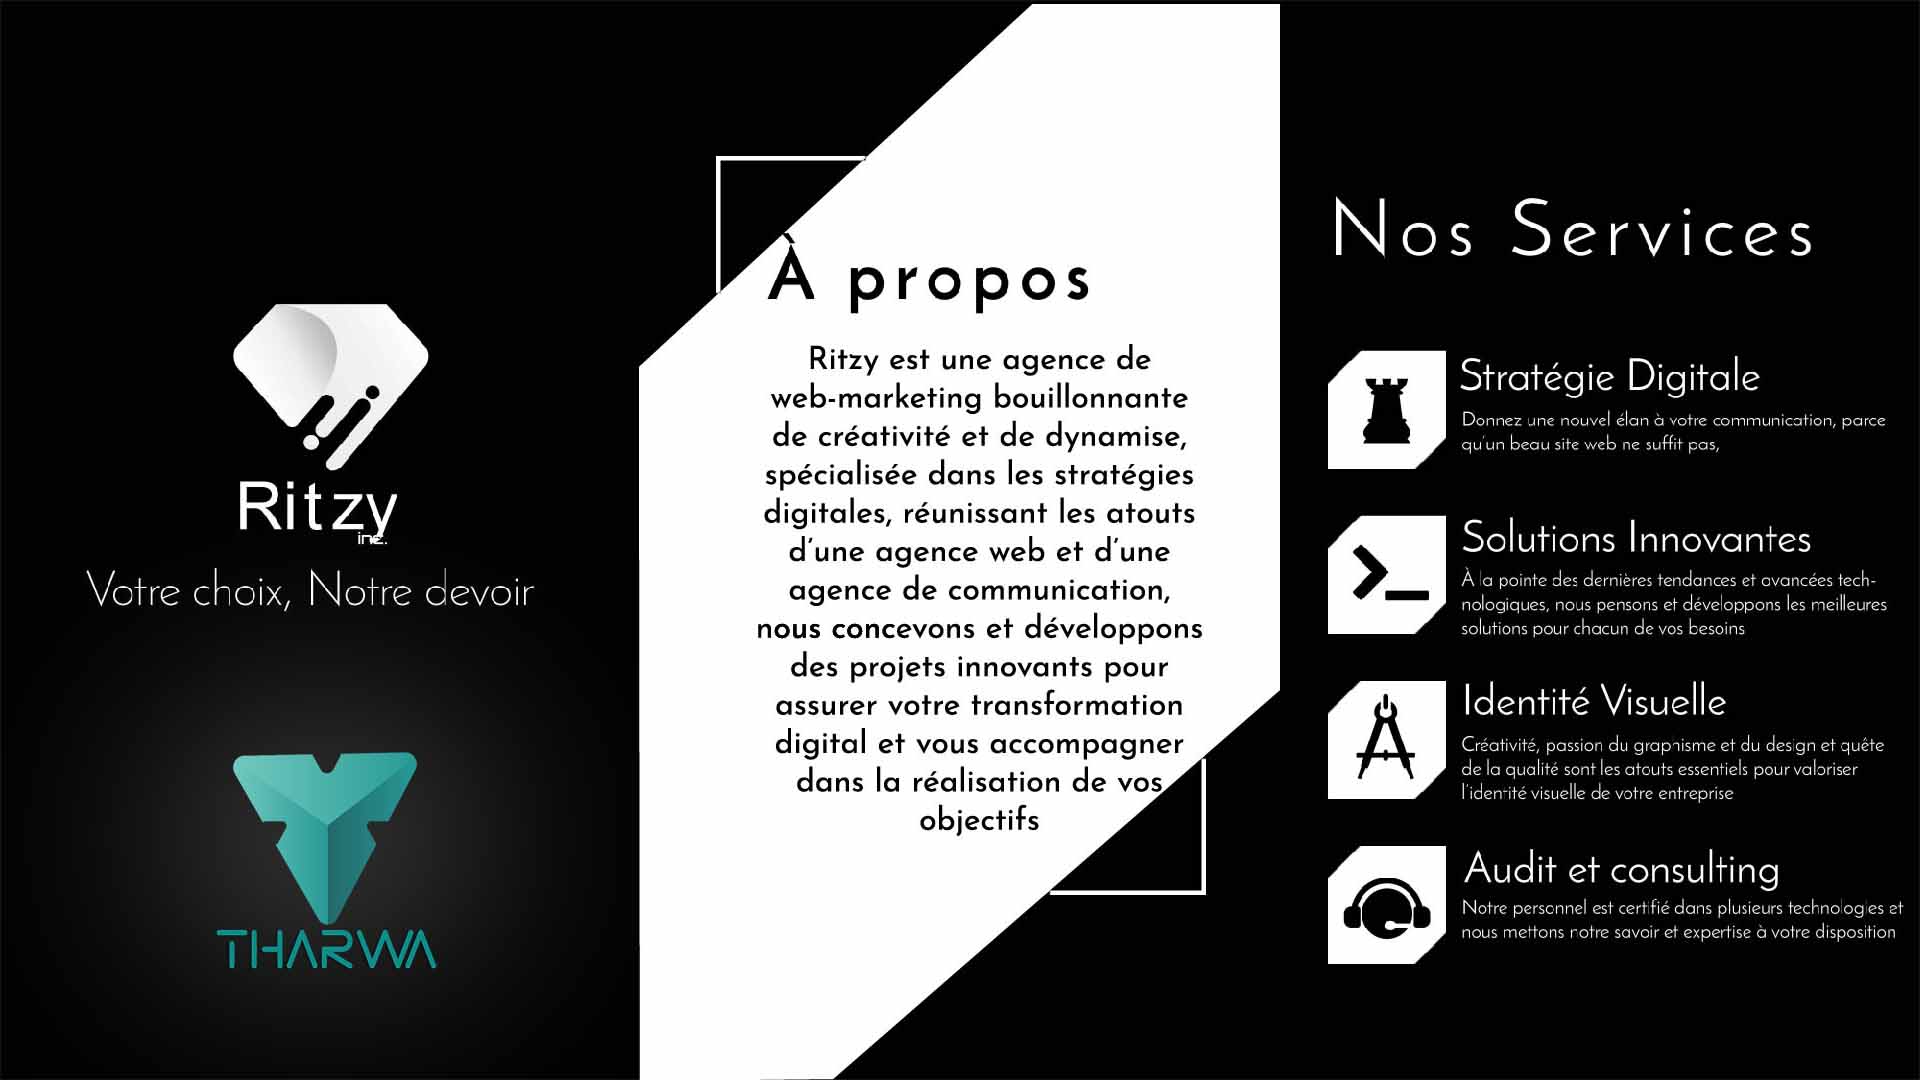 Ritzy
inc.
Votre choix, Notre devoir
THARWA
À propos
Ritzy est une agence de
web-marketing bouillonnante
de créativité et de dynamise,
spécialisée dans les stratégies
digitales, réunissant les atouts
d'une agence web et d'une
agence de communication,
nous concevons et développons
des projets innovants pour
assurer votre transformation
digital et vous accompagner
dans la réalisation de vos
objectifs
Nos Services
Stratégie Digitale
Donnez une nouvel élan à votre communication, parce
qu'un beau site web ne suffit pas,
Solutions Innovantes
À la pointe des dernières tendances et avancées tech-
nologiques, nous pensons et développons les meilleures
solutions pour chacun de vos besoins
Identité Visuelle
Créativité, passion du graphisme et du design et quête
de la qualité sont les atouts essentiels pour valoriser
l'identité visuelle de votre entreprise
Audit et consulting
Notre personnel est certifié dans plusieurs technologies et
nous mettons notre savoir et expertise à votre disposition